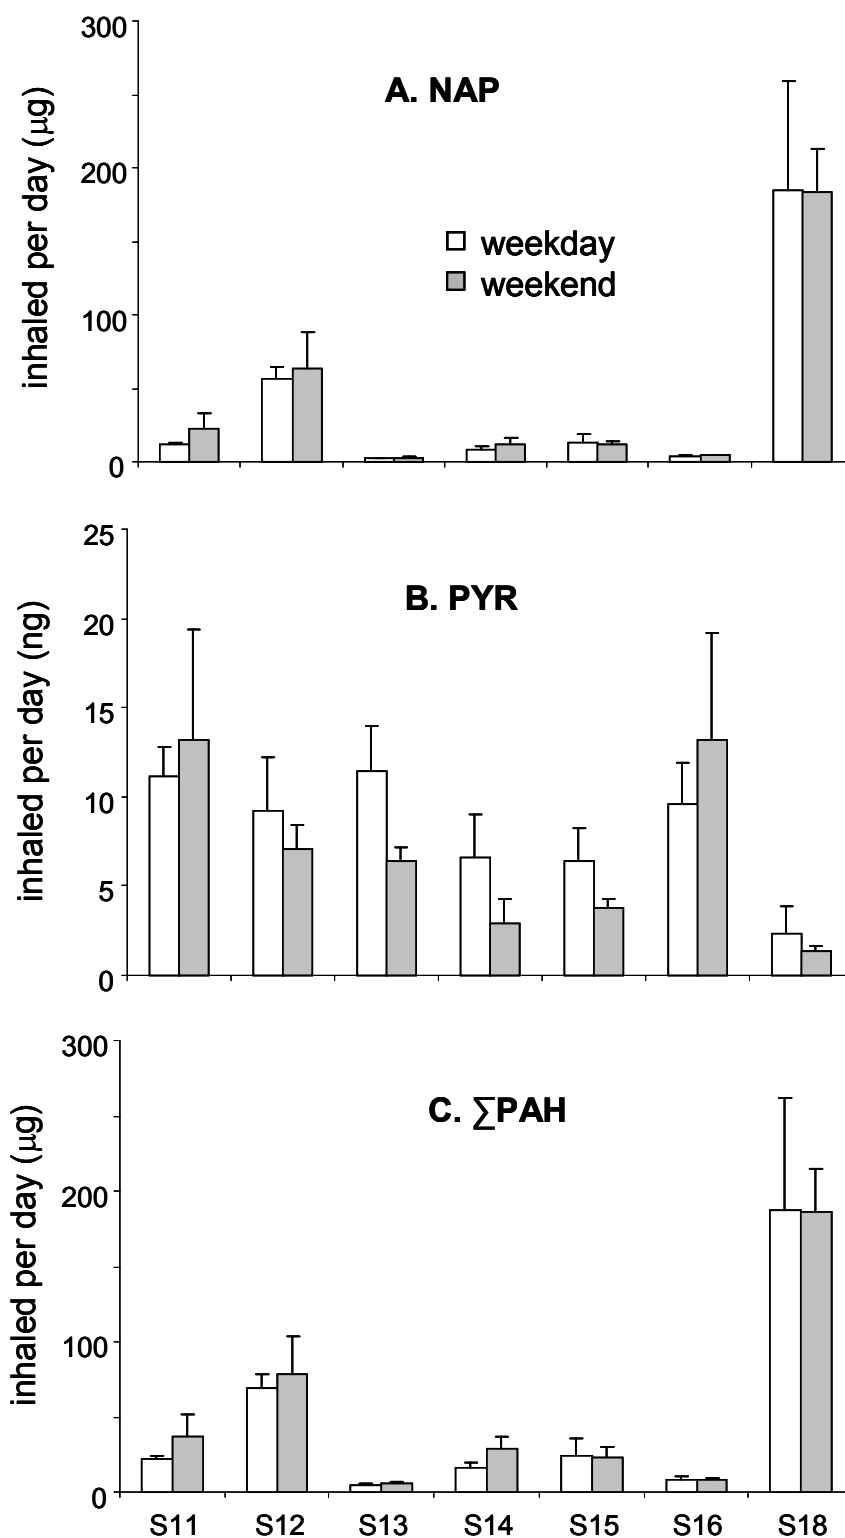 300
A. NAP
200
weekday
weekend
100
0
inhaled per day (μg)
25
B. PYR
20
15
10
5
0
inhaled per day (ng)
300
C. ∑PAH
200
100
0
inhaled per day (μg)
S11 S12 S13 S14 S15 S16 S18